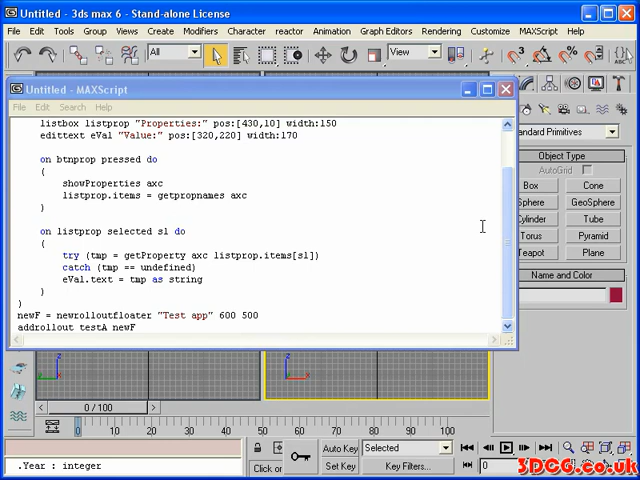 Untitled - 3ds max 6 - Stand-alone License
File Edit Tools Group Views Create Modifiers Character reactor Animation Graph Editors Rendering Customize MAXScript Help
All View
Untitled - MAXScript
File Edit Search Help
listbox listprop "Properties:" pos:[430,10] width:150
edittext eVal "Value:" pos:[320,220] width:170
on btnprop pressed do
(
showProperties axc
listprop.items = getpropnames axc
)
on listprop selected sl do
(
try (tmp = getProperty axc listprop.items[sl])
catch (tmp == undefined)
eVal.text = tmp as string
)
)
newF = newrolloutfloater "Test app" 600 500
addrollout testA newF
andard Primitives
Object Type
AutoGrid
Box Cone
Sphere GeoSphere
Cylinder Tube
Torus Pyramid
Teapot Plane
Name and Color
z
y
z
x
0 / 100
0 10 20 30 40 50 60 70 80 90 100
Auto Key Selected
Set Key Key Filters...
.Year : integer
Click or
0
3DCG.co.uk